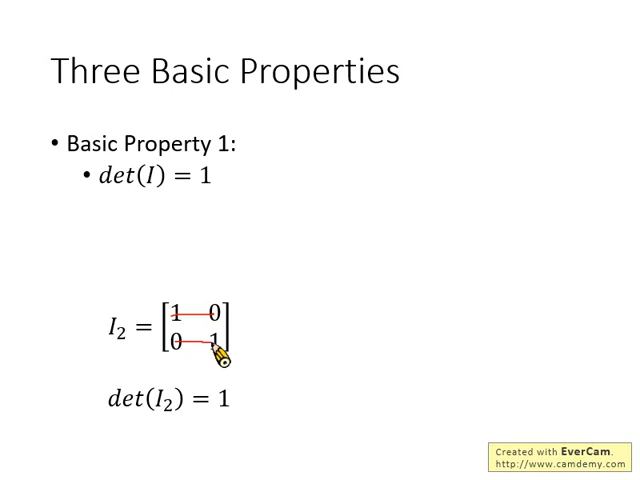 Three Basic Properties
• Basic Property 1:
• det(I) = 1
I₂ = [1 0
0 1]
det(I₂) = 1
Created with EverCam.
http://www.camdemy.com